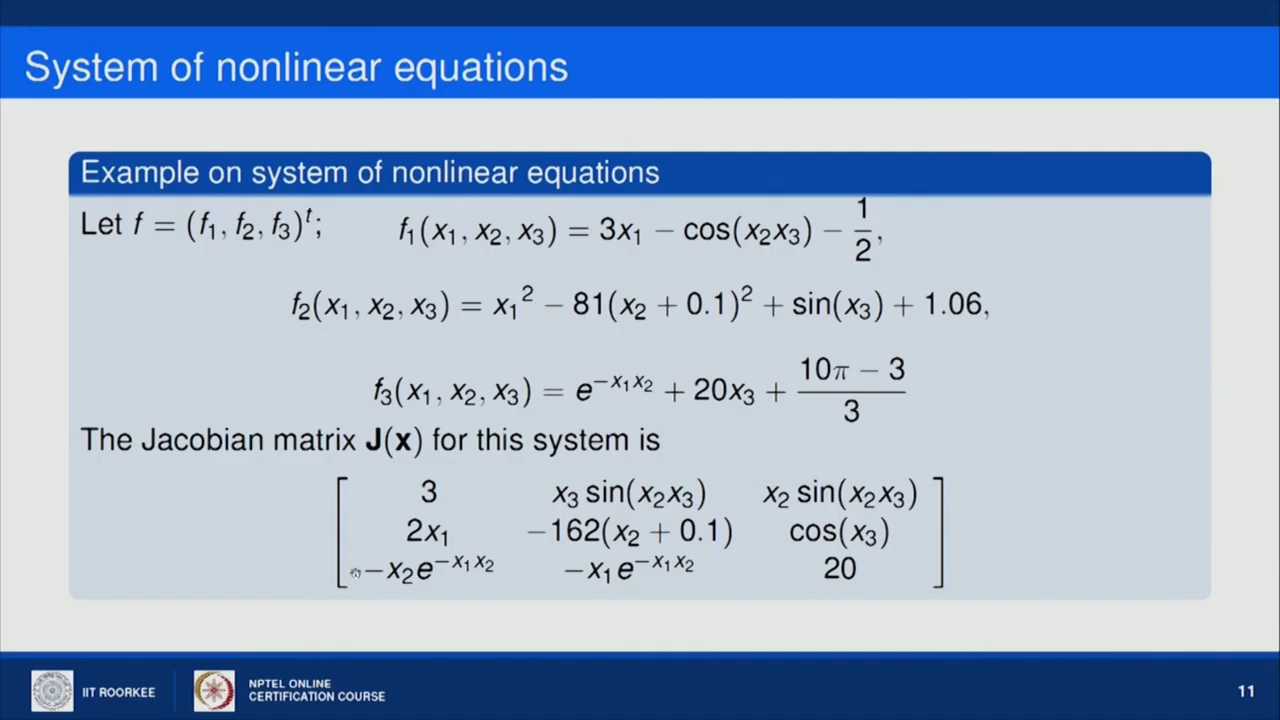 System of nonlinear equations
Example on system of nonlinear equations
Let f = (f₁, f₂, f₃)ᵗ; f₁(x₁, x₂, x₃) = 3x₁ − cos(x₂x₃) − 1/2,
f₂(x₁, x₂, x₃) = x₁² − 81(x₂ + 0.1)² + sin(x₃) + 1.06,
f₃(x₁, x₂, x₃) = e^{−x₁x₂} + 20x₃ + (10π − 3)/3
The Jacobian matrix J(x) for this system is
3 x₃ sin(x₂x₃) x₂ sin(x₂x₃)
2x₁ −162(x₂ + 0.1) cos(x₃)
−x₂e^{−x₁x₂} −x₁e^{−x₁x₂} 20
IIT ROORKEE
NPTEL ONLINE
CERTIFICATION COURSE
11